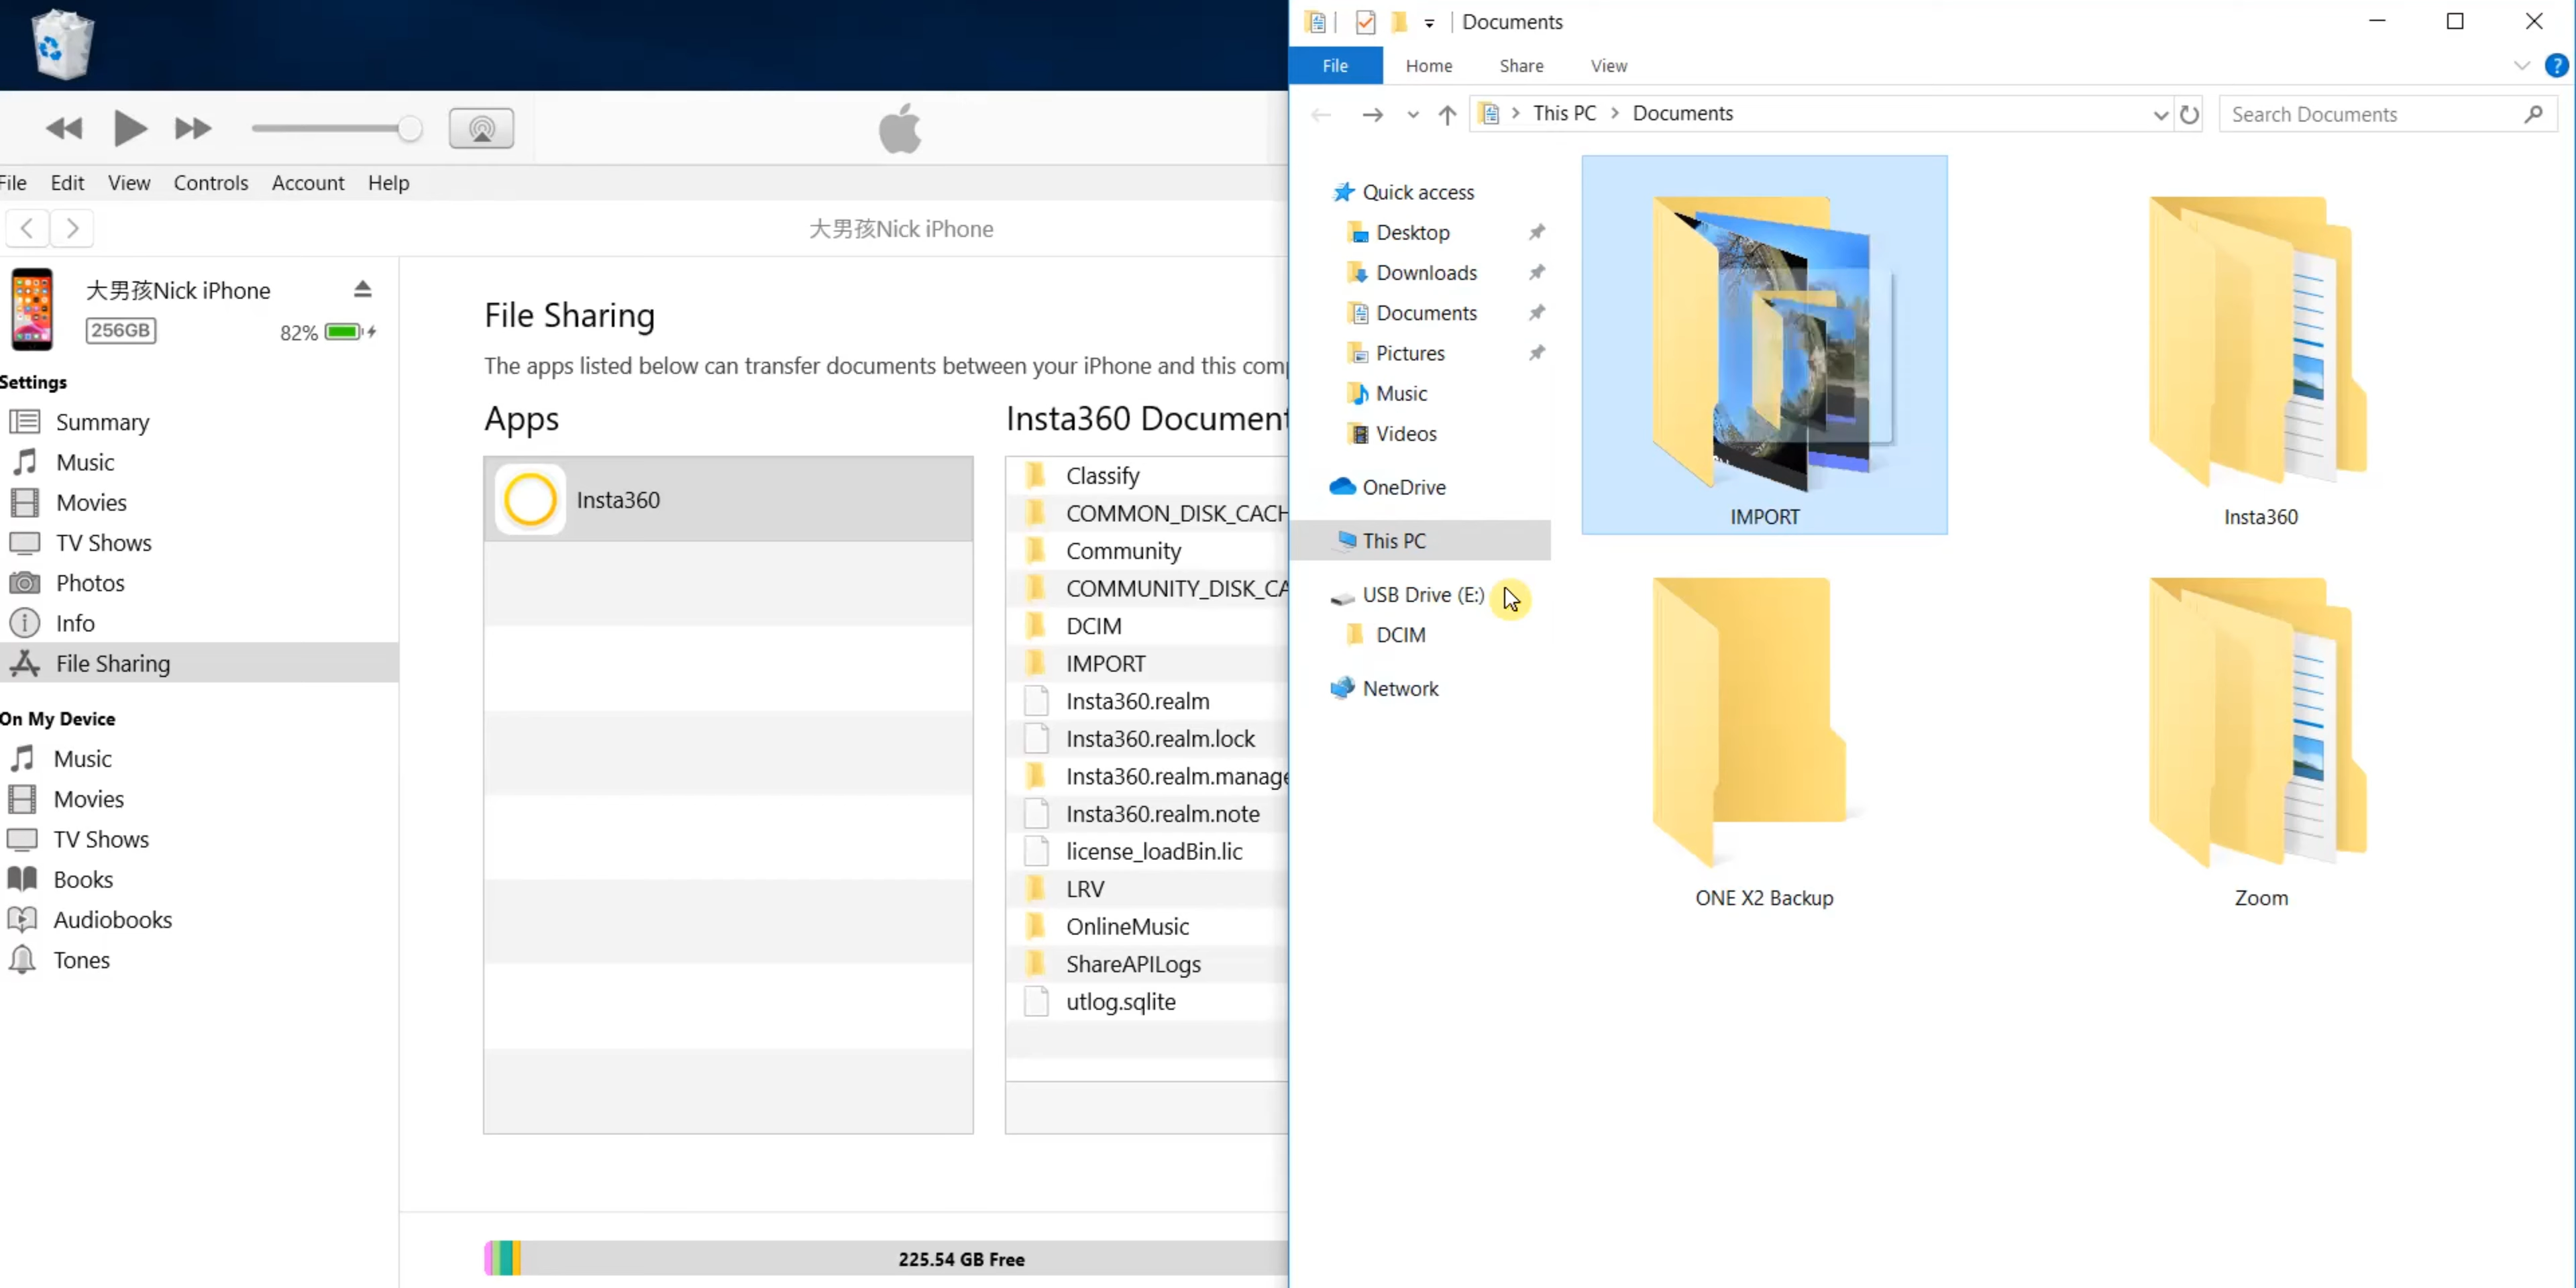 File Edit View Controls Account Help
大男孩Nick iPhone
大男孩Nick iPhone
256GB
82%
Settings
Summary
Music
Movies
TV Shows
Photos
Info
File Sharing
On My Device
Music
Movies
TV Shows
Books
Audiobooks
Tones
File Sharing
The apps listed below can transfer documents between your iPhone and this com
Apps
Insta360
Insta360 Document
Classify
COMMON_DISK_CACH
Community
COMMUNITY_DISK_CA
DCIM
IMPORT
Insta360.realm
Insta360.realm.lock
Insta360.realm.manage
Insta360.realm.note
license_loadBin.lic
LRV
OnlineMusic
ShareAPILogs
utlog.sqlite
225.54 GB Free
Documents
File Home Share View
?
This PC > Documents
Search Documents
Quick access
Desktop
Downloads
Documents
Pictures
Music
Videos
OneDrive
This PC
USB Drive (E:)
DCIM
Network
IMPORT
Insta360
ONE X2 Backup
Zoom